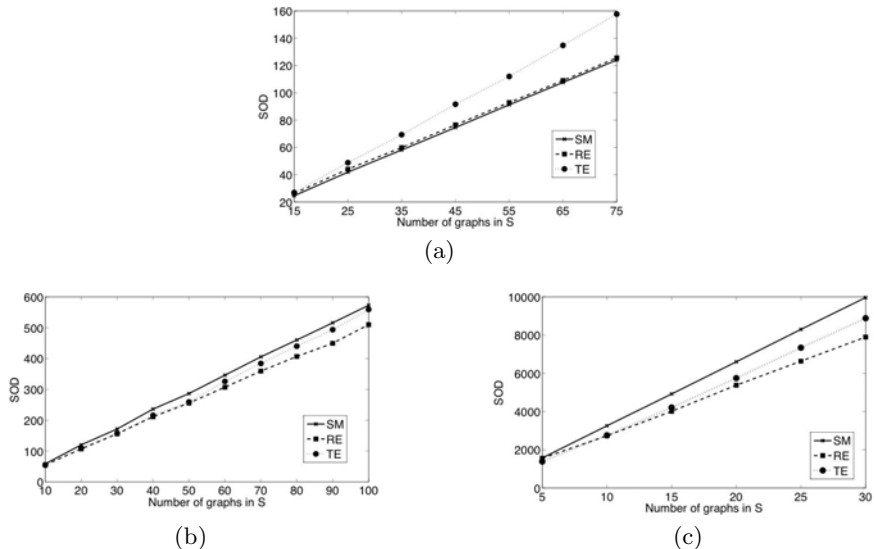 160
140
120
100
80
60
40
20
SOD
SM
RE
TE
15 25 35 45 55 65 75
Number of graphs in S
(a)
600
500
400
300
200
100
0
SOD
SM
RE
TE
10 20 30 40 50 60 70 80 90 100
Number of graphs in S
(b)
10000
8000
6000
4000
2000
0
SOD
SM
RE
TE
5 10 15 20 25 30
Number of graphs in S
(c)